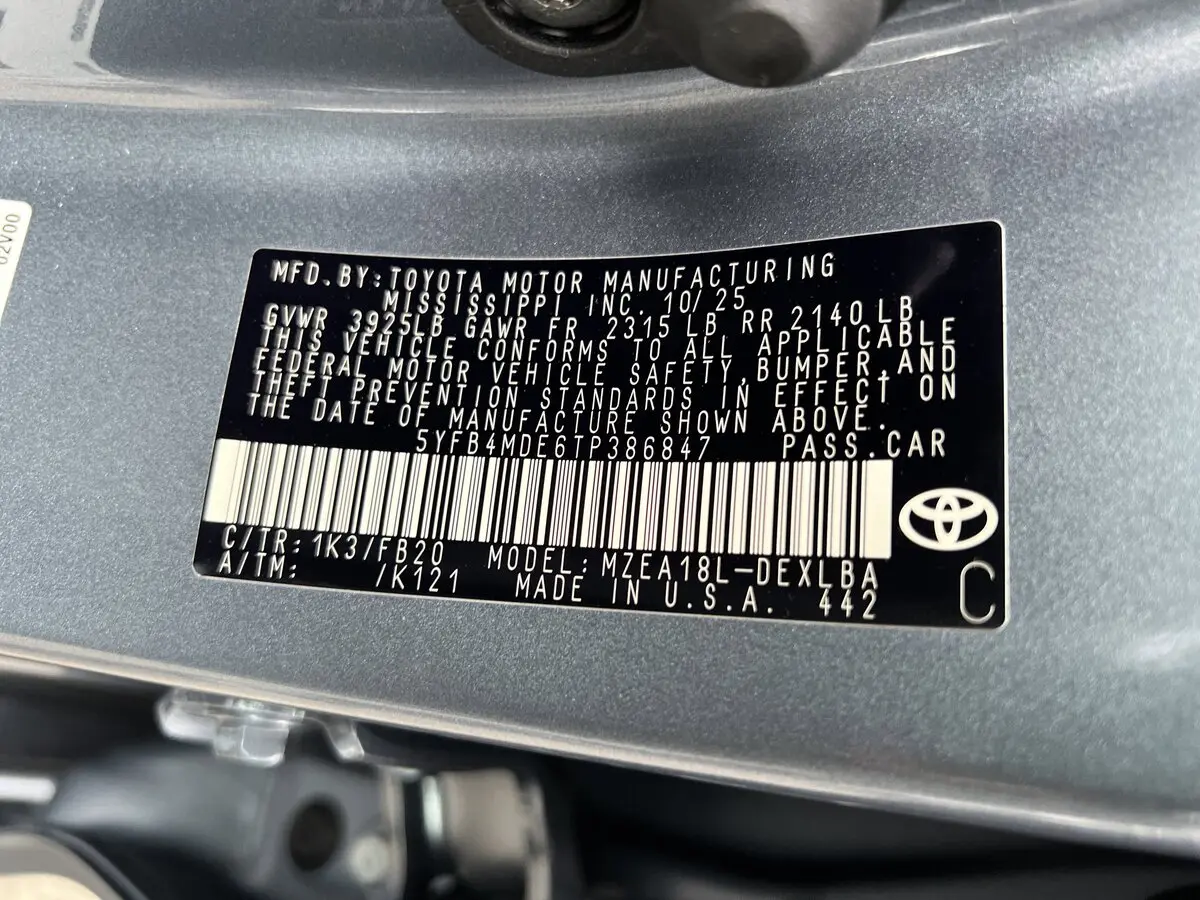 02V00
MFD.BY:TOYOTA MOTOR MANUFACTURING
MISSISSIPPI INC. 10/25
GVWR 3925LB GAWR FR 2315 LB RR 2140 LB
THIS VEHICLE CONFORMS TO ALL APPLICABLE
FEDERAL MOTOR VEHICLE SAFETY,BUMPER,AND
THEFT PREVENTION STANDARDS IN EFFECT ON
THE DATE OF MANUFACTURE SHOWN ABOVE.
5YFB4MDE6TP386847 PASS.CAR
C/TR:1K3/FB20 MODEL:MZEA18L-DEXLBA
A/TM: /K121 MADE IN U.S.A. 442
C